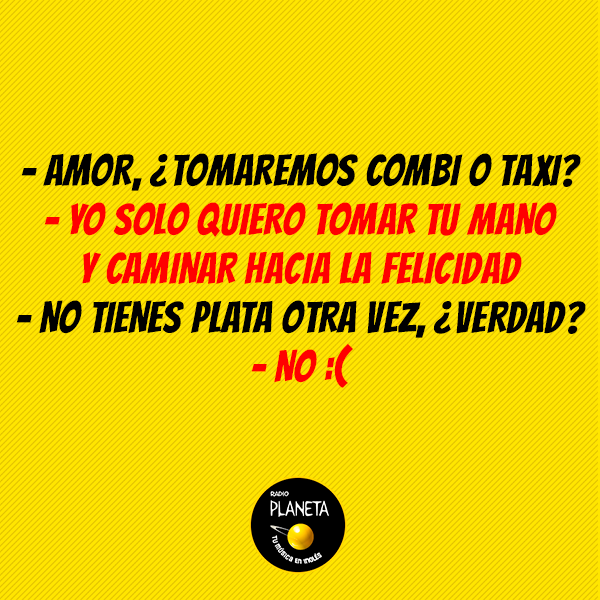 - AMOR, ¿TOMAREMOS COMBI O TAXI?
- YO SOLO QUIERO TOMAR TU MANO
Y CAMINAR HACIA LA FELICIDAD
- NO TIENES PLATA OTRA VEZ, ¿VERDAD?
- NO :(
RADIO
PLANETA
TU MÚSICA EN INGLÉS